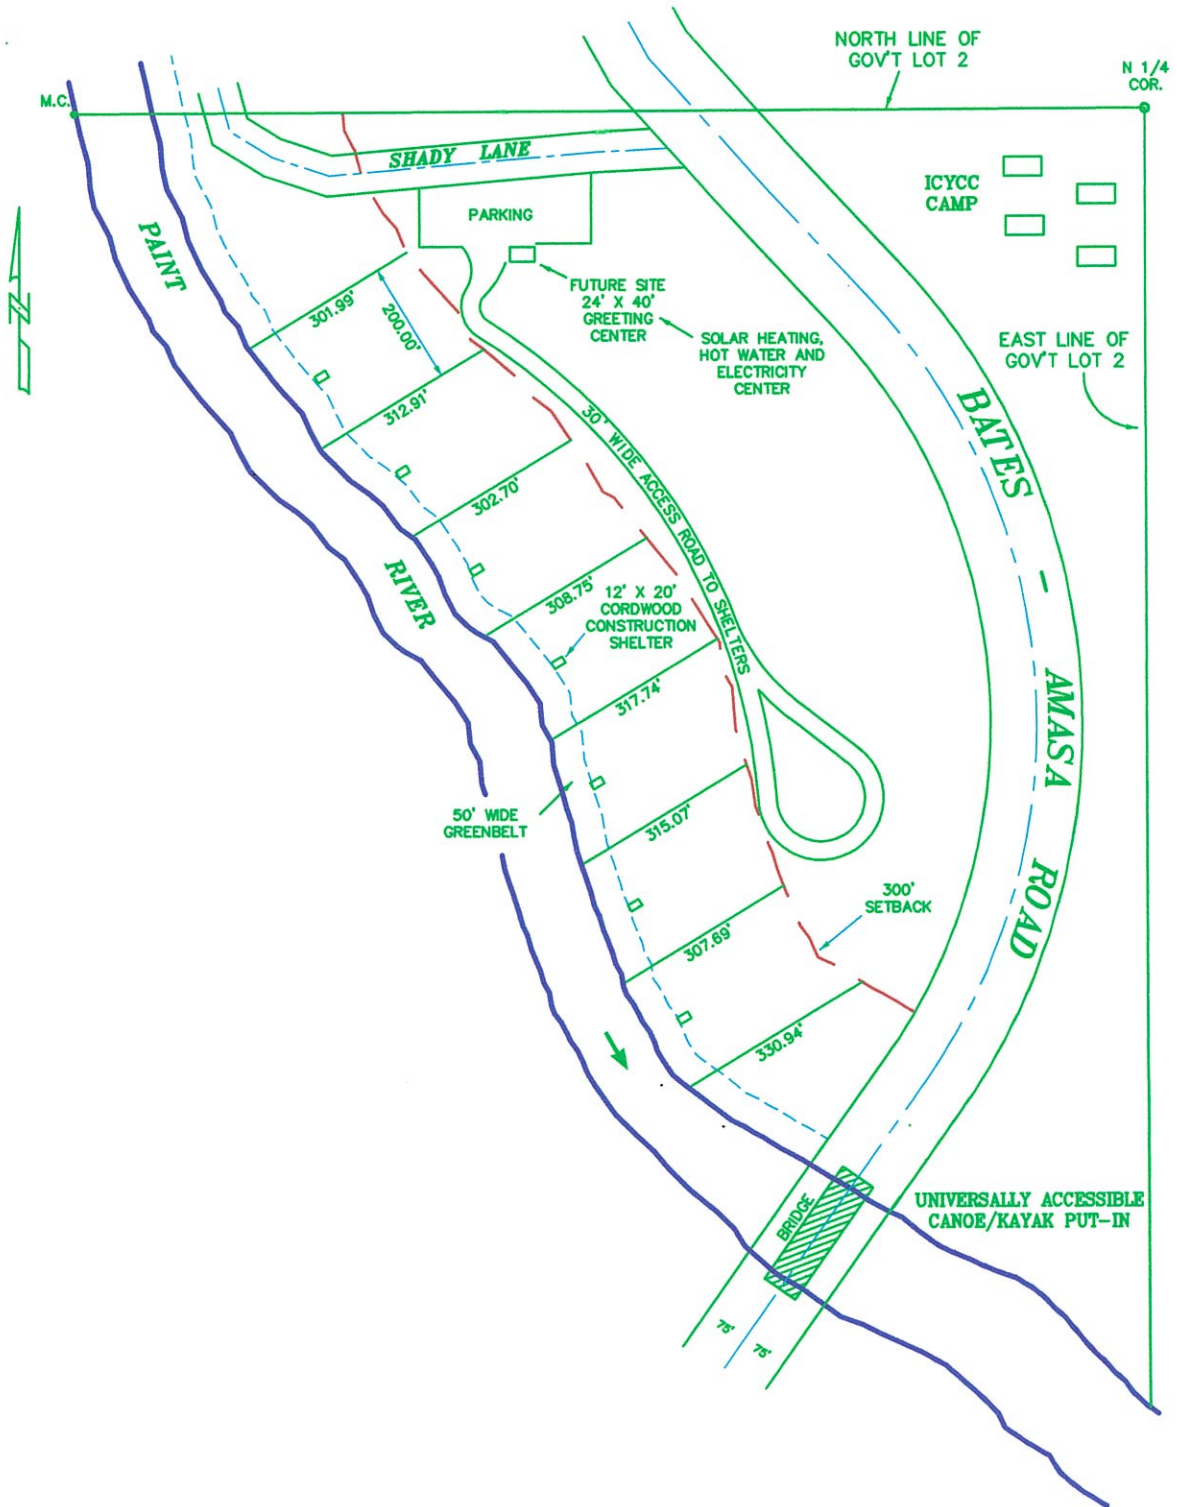 NORTH LINE OF
GOV'T LOT 2
N 1/4
COR.
M.C.
SHADY LANE
ICYCC
CAMP
PARKING
PAINT
N
FUTURE SITE
24' X 40'
GREETING
CENTER
SOLAR HEATING,
HOT WATER AND
ELECTRICITY
CENTER
EAST LINE OF
GOV'T LOT 2
301.99'
200.00'
312.91'
30' WIDE ACCESS ROAD TO SHELTERS
BATES - AMASA ROAD
302.70'
RIVER
308.75'
12' X 20'
CORDWOOD
CONSTRUCTION
SHELTER
317.74'
50' WIDE
GREENBELT
315.07'
300'
SETBACK
307.69'
330.94'
BRIDGE
UNIVERSALLY ACCESSIBLE
CANOE/KAYAK PUT-IN
75'
75'